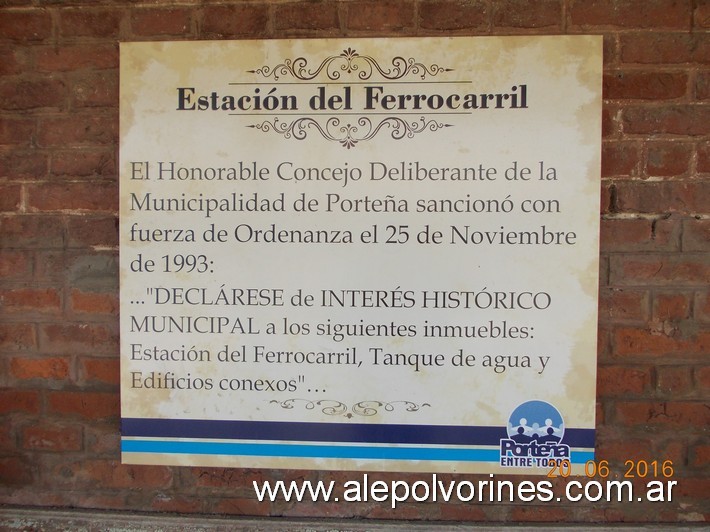 Estación del Ferrocarril
El Honorable Concejo Deliberante de la
Municipalidad de Porteña sancionó con
fuerza de Ordenanza el 25 de Noviembre
de 1993:
..."DECLÁRESE de INTERÉS HISTÓRICO
MUNICIPAL a los siguientes inmuebles:
Estación del Ferrocarril, Tanque de agua y
Edificios conexos"...
Porteña
ENTRE TODOS
20.06.2016
www.alepolvorines.com.ar